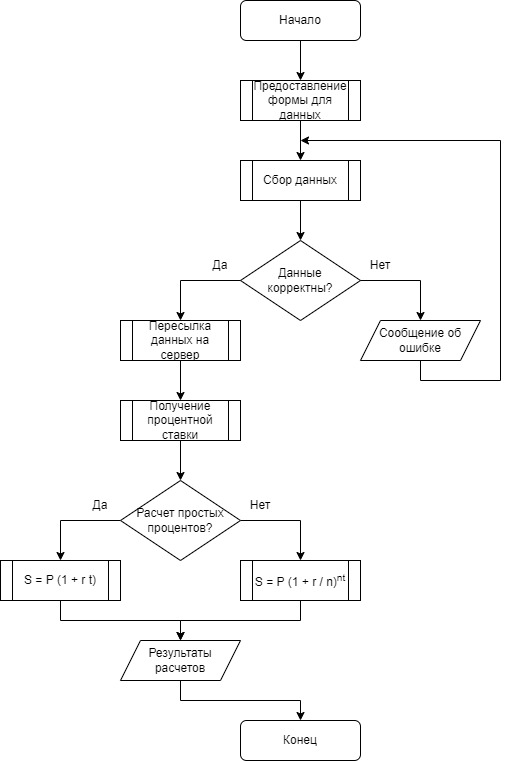 Начало
Предоставление
формы для
данных
Сбор данных
Данные
корректны?
Да
Нет
Пересылка
данных на
сервер
Сообщение об
ошибке
Получение
процентной
ставки
Расчет простых
процентов?
Да
Нет
S = P (1 + r t)
S = P (1 + r / n)^nt
Результаты
расчетов
Конец